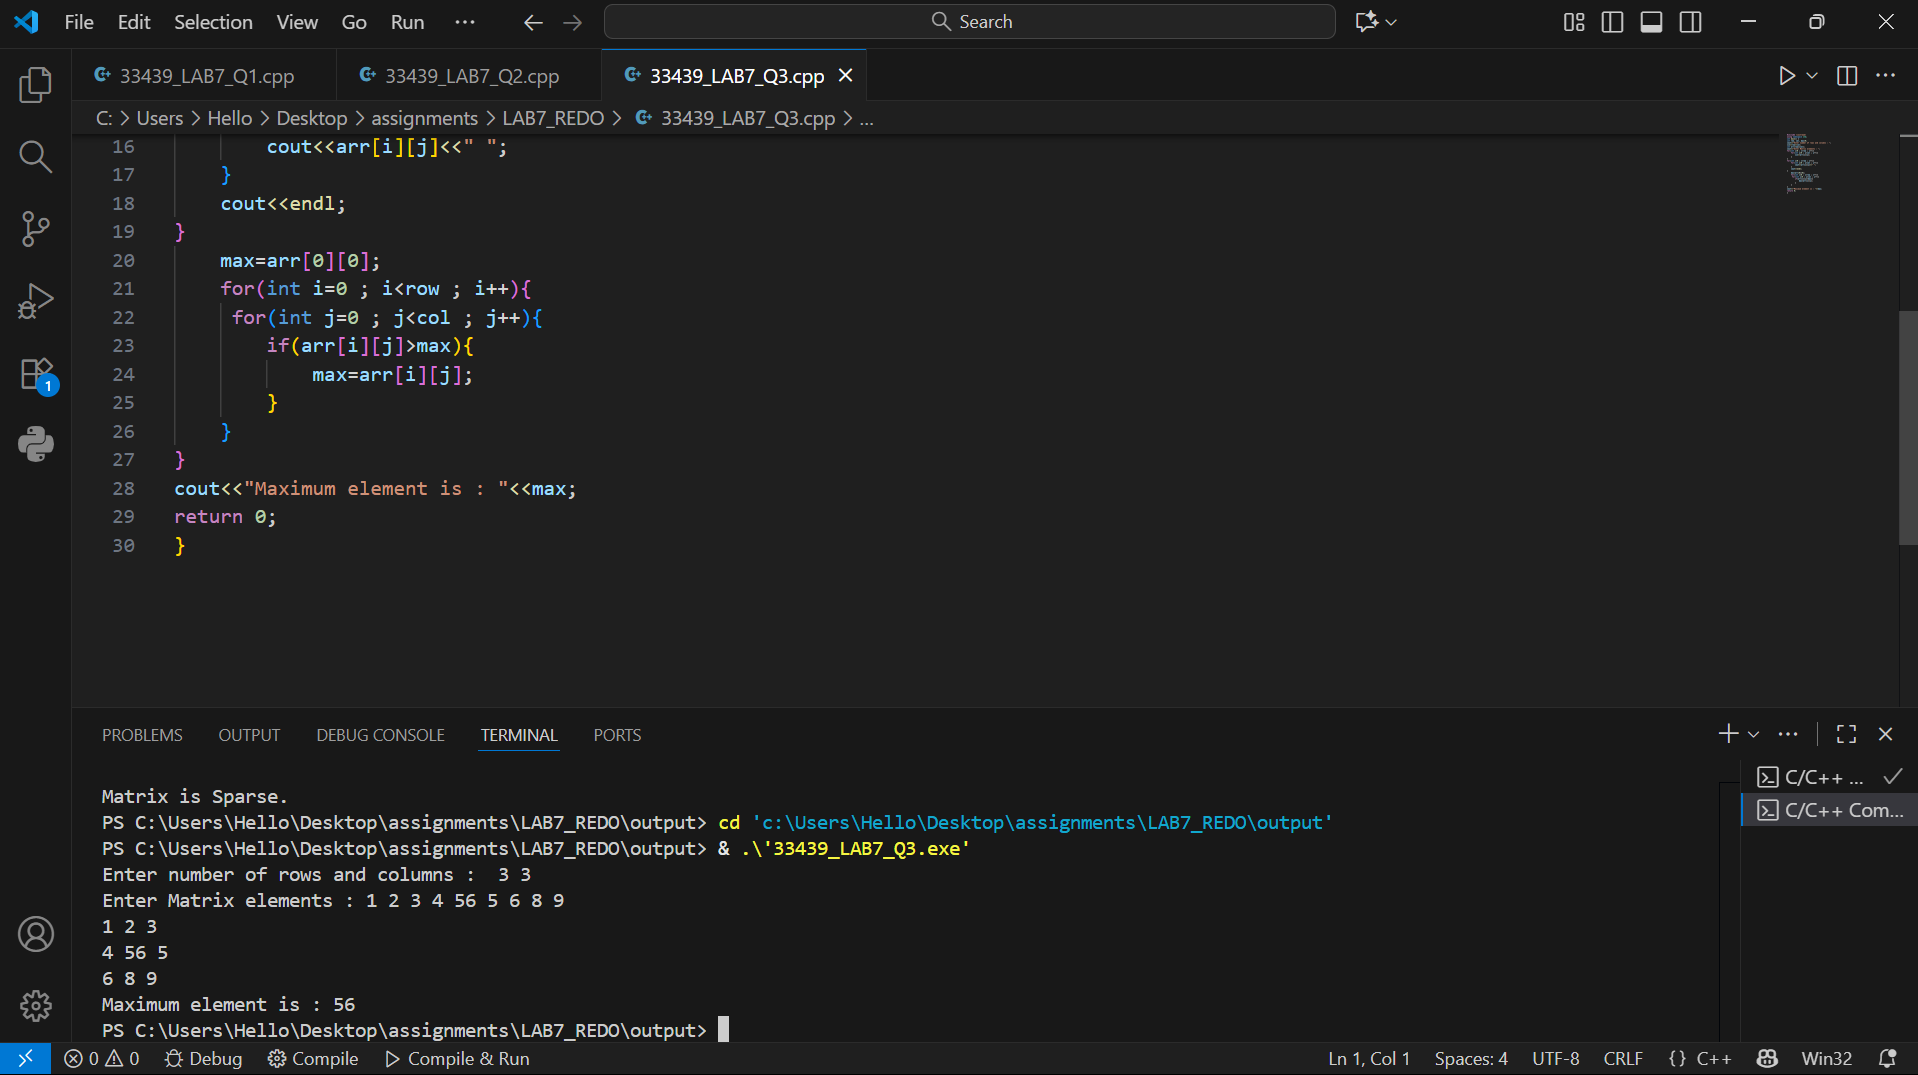 File Edit Selection View Go Run ··· Search
33439_LAB7_Q1.cpp 33439_LAB7_Q2.cpp 33439_LAB7_Q3.cpp
C: > Users > Hello > Desktop > assignments > LAB7_REDO > 33439_LAB7_Q3.cpp > ...
16 cout<<arr[i][j]<<" ";
17 }
18 cout<<endl;
19 }
20 max=arr[0][0];
21 for(int i=0 ; i<row ; i++){
22 for(int j=0 ; j<col ; j++){
23 if(arr[i][j]>max){
24 max=arr[i][j];
25 }
26 }
27 }
28 cout<<"Maximum element is : "<<max;
29 return 0;
30 }
1
PROBLEMS OUTPUT DEBUG CONSOLE TERMINAL PORTS
C/C++ ...
C/C++ Com...
Matrix is Sparse.
PS C:\Users\Hello\Desktop\assignments\LAB7_REDO\output> cd 'c:\Users\Hello\Desktop\assignments\LAB7_REDO\output'
PS C:\Users\Hello\Desktop\assignments\LAB7_REDO\output> & .\'33439_LAB7_Q3.exe'
Enter number of rows and columns :  3 3
Enter Matrix elements : 1 2 3 4 56 5 6 8 9
1 2 3
4 56 5
6 8 9
Maximum element is : 56
PS C:\Users\Hello\Desktop\assignments\LAB7_REDO\output>
0 0 Debug Compile Compile & Run Ln 1, Col 1 Spaces: 4 UTF-8 CRLF {} C++ Win32